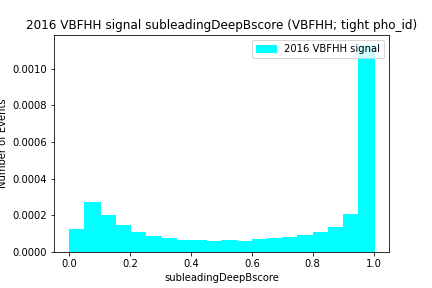 2016 VBFHH signal subleadingDeepBscore (VBFHH; tight pho_id)
2016 VBFHH signal
Number of Events
0.0010
0.0008
0.0006
0.0004
0.0002
0.0000
0.0 0.2 0.4 0.6 0.8 1.0
subleadingDeepBscore